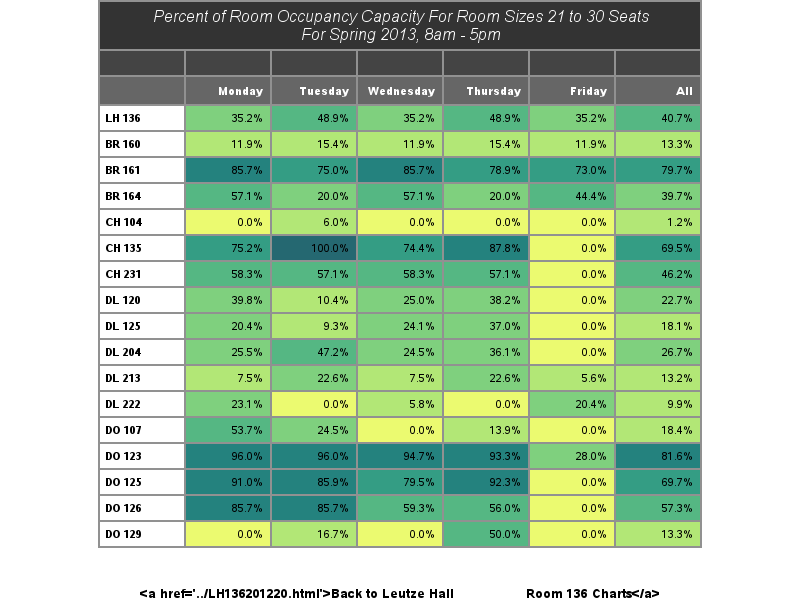 Percent of Room Occupancy Capacity For Room Sizes 21 to 30 Seats
For Spring 2013, 8am - 5pm
Monday Tuesday Wednesday Thursday Friday All
LH 136 35.2% 48.9% 35.2% 48.9% 35.2% 40.7%
BR 160 11.9% 15.4% 11.9% 15.4% 11.9% 13.3%
BR 161 85.7% 75.0% 85.7% 78.9% 73.0% 79.7%
BR 164 57.1% 20.0% 57.1% 20.0% 44.4% 39.7%
CH 104 0.0% 6.0% 0.0% 0.0% 0.0% 1.2%
CH 135 75.2% 100.0% 74.4% 87.8% 0.0% 69.5%
CH 231 58.3% 57.1% 58.3% 57.1% 0.0% 46.2%
DL 120 39.8% 10.4% 25.0% 38.2% 0.0% 22.7%
DL 125 20.4% 9.3% 24.1% 37.0% 0.0% 18.1%
DL 204 25.5% 47.2% 24.5% 36.1% 0.0% 26.7%
DL 213 7.5% 22.6% 7.5% 22.6% 5.6% 13.2%
DL 222 23.1% 0.0% 5.8% 0.0% 20.4% 9.9%
DO 107 53.7% 24.5% 0.0% 13.9% 0.0% 18.4%
DO 123 96.0% 96.0% 94.7% 93.3% 28.0% 81.6%
DO 125 91.0% 85.9% 79.5% 92.3% 0.0% 69.7%
DO 126 85.7% 85.7% 59.3% 56.0% 0.0% 57.3%
DO 129 0.0% 16.7% 0.0% 50.0% 0.0% 13.3%
<a href='../LH136201220.html'>Back to Leutze Hall Room 136 Charts</a>